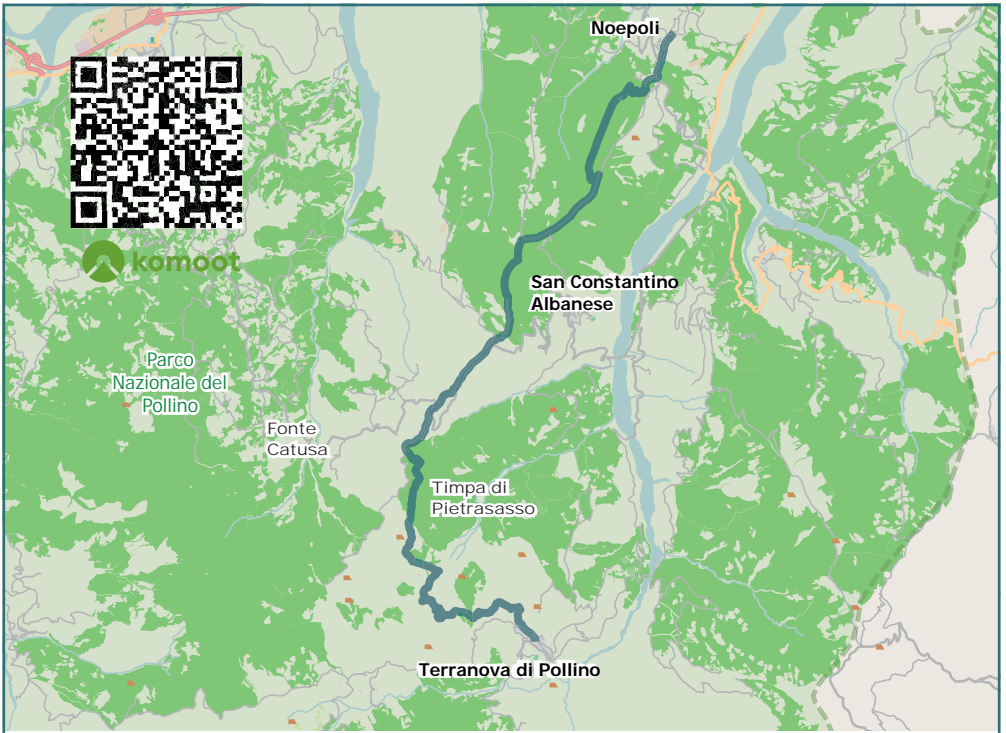 Noepoli
komoot
San Constantino
Albanese
Parco
Nazionale del
Pollino
Fonte
Catusa
Timpa di
Pietrasasso
Terranova di Pollino